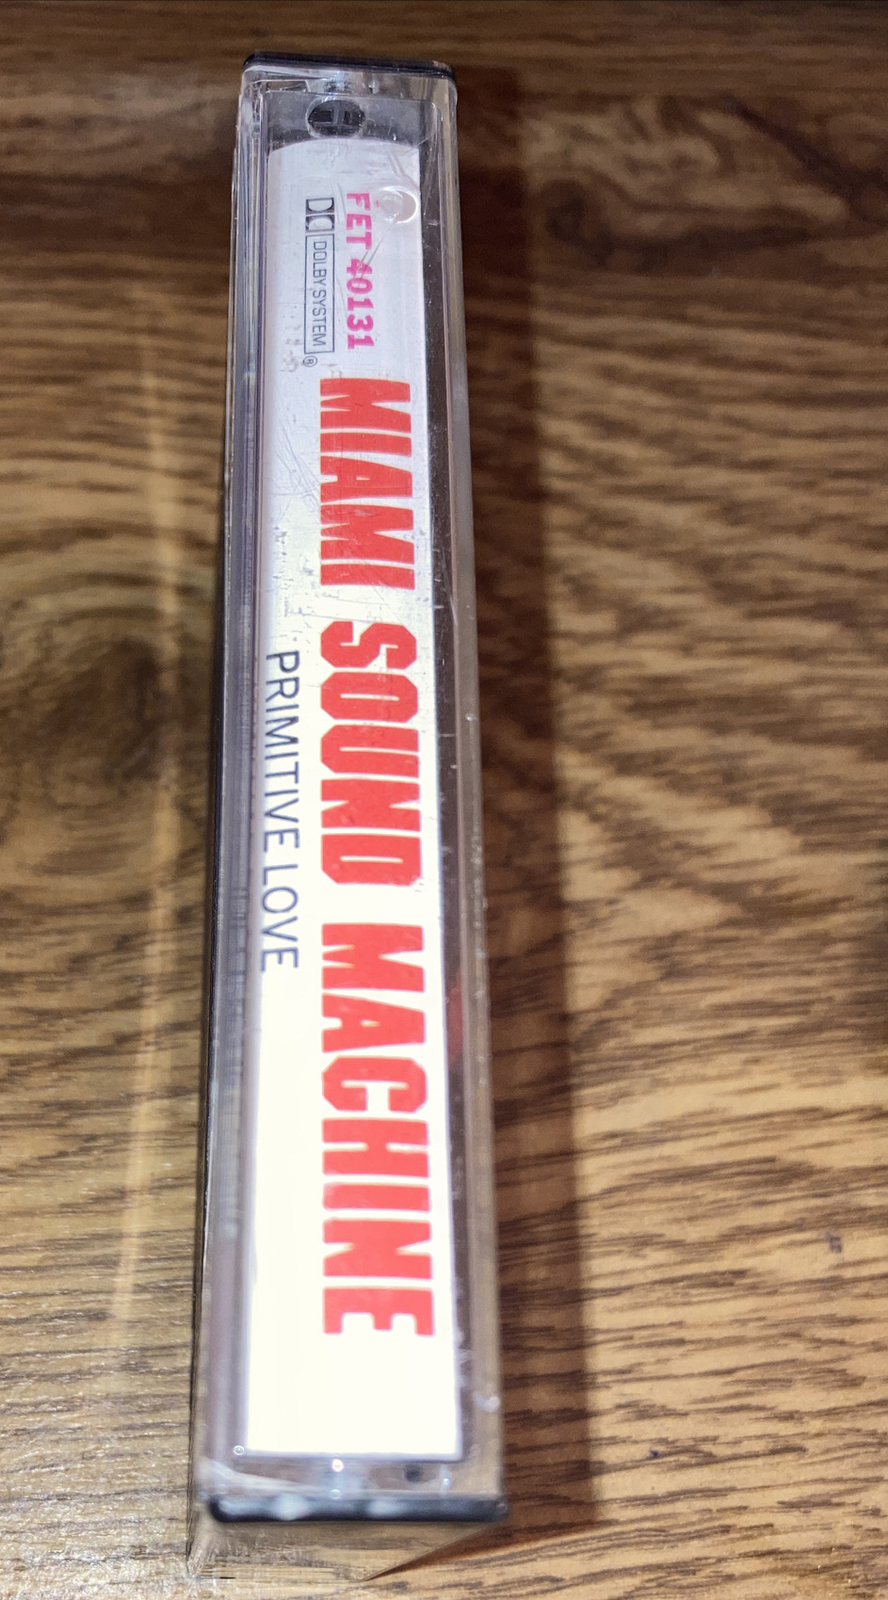 FET 40131
DOLBY SYSTEM ®
MIAMI SOUND MACHINE
PRIMITIVE LOVE